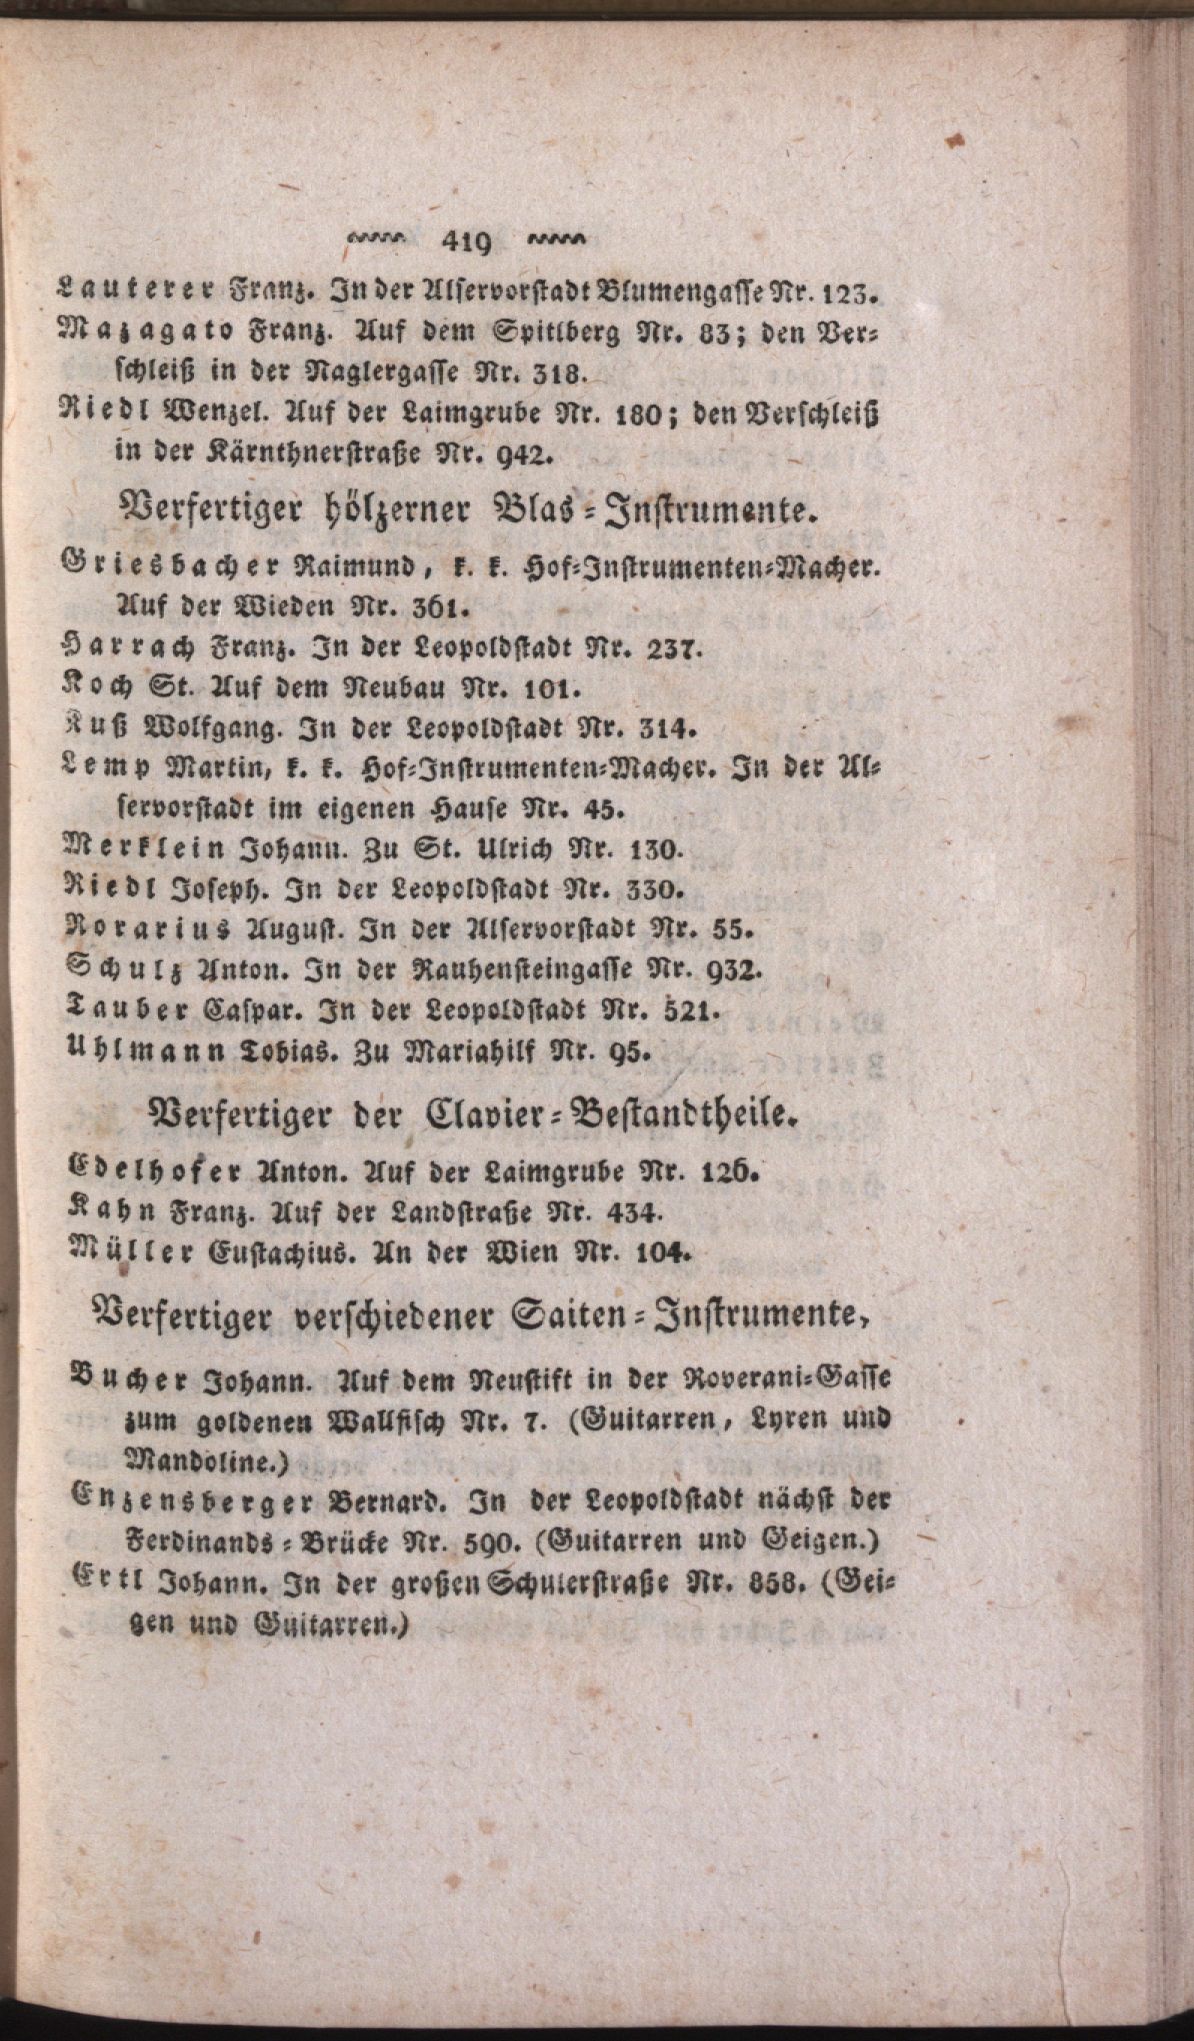 419
Lauterer Franz. In der Alservorstadt Blumengasse Nr. 123.
Mazagato Franz. Auf dem Spitlberg Nr. 83; den Ver-
schleiß in der Naglergasse Nr. 318.
Riedl Wenzel. Auf der Laimgrube Nr. 180; den Verschleiß
in der Kärnthnerstraße Nr. 942.
Verfertiger hölzerner Blas-Instrumente.
Griesbacher Raimund, k. k. Hof-Instrumenten-Macher.
Auf der Wieden Nr. 361.
Harrach Franz. In der Leopoldstadt Nr. 237.
Koch St. Auf dem Neubau Nr. 101.
Kuß Wolfgang. In der Leopoldstadt Nr. 314.
Lemp Martin, k. k. Hof-Instrumenten-Macher. In der Al-
servorstadt im eigenen Hause Nr. 45.
Merklein Johann. Zu St. Ulrich Nr. 130.
Riedl Joseph. In der Leopoldstadt Nr. 330.
Rorarius August. In der Alservorstadt Nr. 55.
Schulz Anton. In der Rauhensteingasse Nr. 932.
Tauber Caspar. In der Leopoldstadt Nr. 521.
Uhlmann Tobias. Zu Mariahilf Nr. 95.
Verfertiger der Clavier-Bestandtheile.
Edelhofer Anton. Auf der Laimgrube Nr. 126.
Kahn Franz. Auf der Landstraße Nr. 434.
Müller Eustachius. An der Wien Nr. 104.
Verfertiger verschiedener Saiten-Instrumente,
Bucher Johann. Auf dem Neustift in der Roverani-Gasse
zum goldenen Wallfisch Nr. 7. (Guitarren, Lyren und
Mandoline.)
Enzensberger Bernard. In der Leopoldstadt nächst der
Ferdinands-Brücke Nr. 590. (Guitarren und Geigen.)
Ertl Johann. In der großen Schulerstraße Nr. 858. (Gei-
gen und Guitarren.)